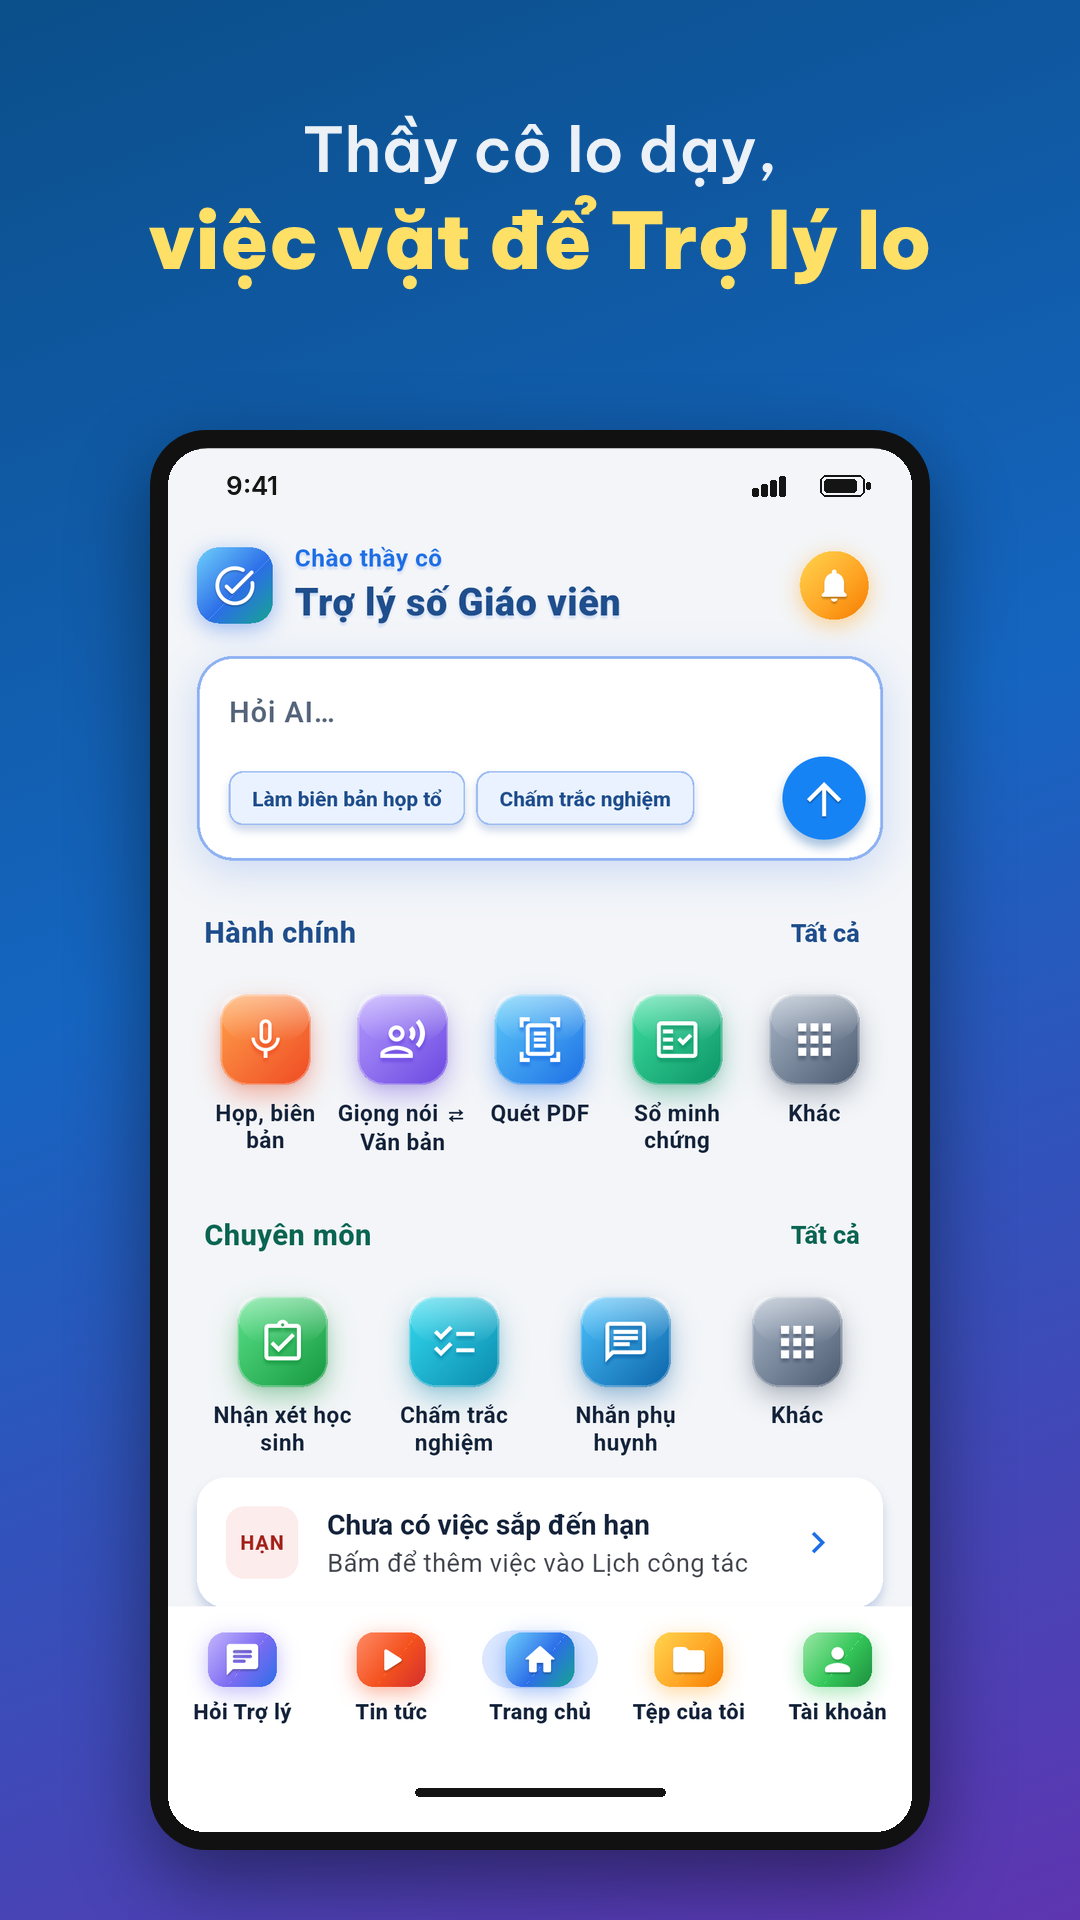 Thầy cô lo dạy,
việc vặt để Trợ lý lo
9:41
Chào thầy cô
Trợ lý số Giáo viên
Hỏi AI...
Làm biên bản họp tổ
Chấm trắc nghiệm
Hành chính
Tất cả
Họp, biên bản
Giọng nói ⇄ Văn bản
Quét PDF
Sổ minh chứng
Khác
Chuyên môn
Tất cả
Nhận xét học sinh
Chấm trắc nghiệm
Nhắn phụ huynh
Khác
HẠN
Chưa có việc sắp đến hạn
Bấm để thêm việc vào Lịch công tác
Hỏi Trợ lý
Tin tức
Trang chủ
Tệp của tôi
Tài khoản